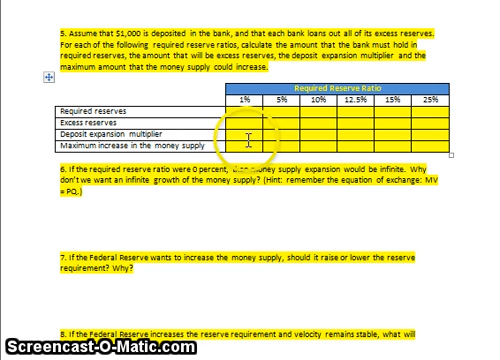 5. Assume that $1,000 is deposited in the bank, and that each bank loans out all of its excess reserves.
For each of the following required reserve ratios, calculate the amount that the bank must hold in
required reserves, the amount that will be excess reserves, the deposit expansion multiplier and the
maximum amount that the money supply could increase.
Required Reserve Ratio
1% 5% 10% 12.5% 15% 25%
Required reserves
Excess reserves
Deposit expansion multiplier
Maximum increase in the money supply
6. If the required reserve ratio were 0 percent, then money supply expansion would be infinite. Why
don't we want an infinite growth of the money supply? (Hint: remember the equation of exchange: MV
= PQ.)
7. If the Federal Reserve wants to increase the money supply, should it raise or lower the reserve
requirement? Why?
8. If the Federal Reserve increases the reserve requirement and velocity remains stable, what will
Screencast-O-Matic.com